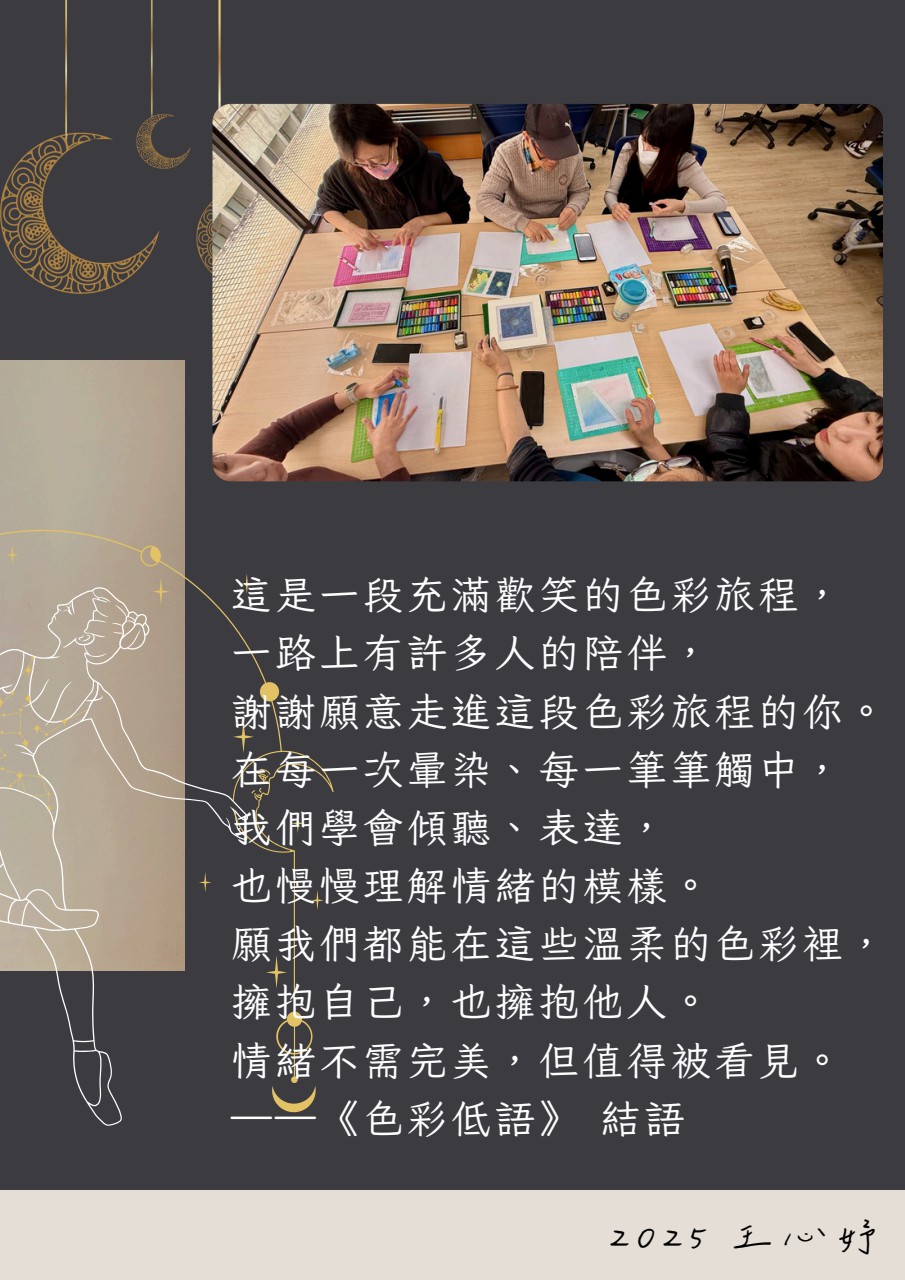 這是一段充滿歡笑的色彩旅程，
一路上有許多人的陪伴，
謝謝願意走進這段色彩旅程的你。
在每一次暈染、每一筆筆觸中，
我們學會傾聽、表達，
也慢慢理解情緒的模樣。
願我們都能在這些溫柔的色彩裡，
擁抱自己，也擁抱他人。
情緒不需完美，但值得被看見。
——《色彩低語》 結語
2025 王心妤